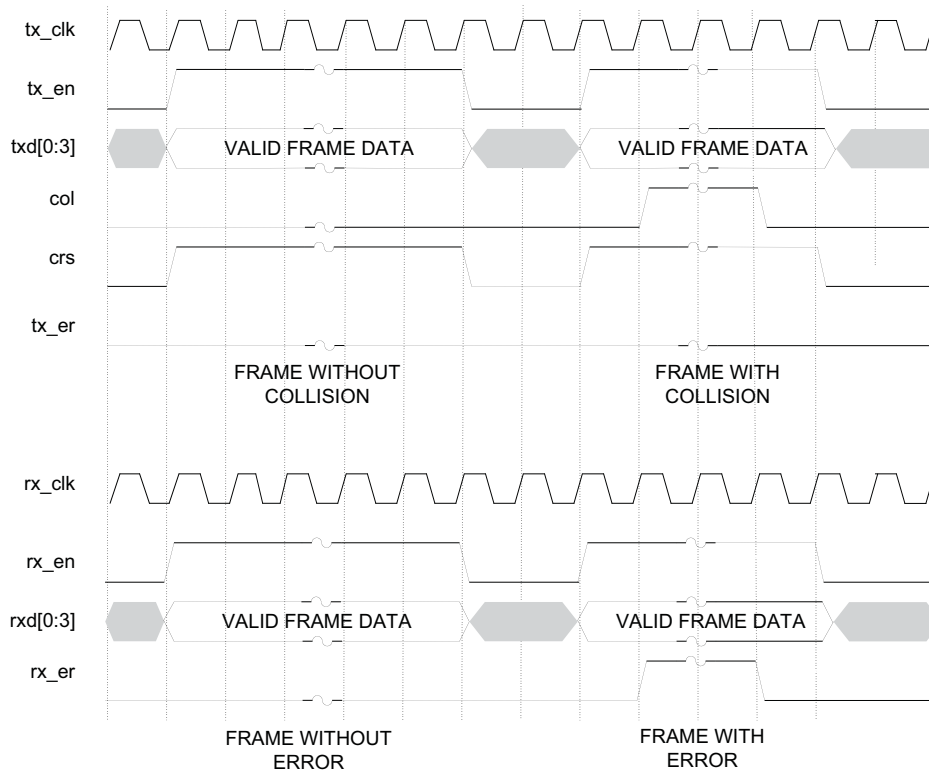 tx_clk
tx_en
txd[0:3]
VALID FRAME DATA
VALID FRAME DATA
col
crs
tx_er
FRAME WITHOUT
COLLISION
FRAME WITH
COLLISION
rx_clk
rx_en
rxd[0:3]
VALID FRAME DATA
VALID FRAME DATA
rx_er
FRAME WITHOUT
ERROR
FRAME WITH
ERROR